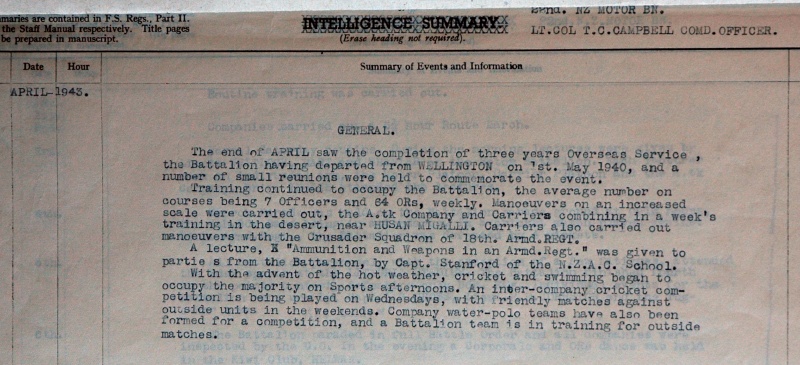 maries are contained in F.S. Regs., Part II.
the Staff Manual respectively. Title pages
be prepared in manuscript.
INTELLIGENCE SUMMARY.
(Erase heading not required).
22nd. NZ MOTOR BN.
LT.COL T.C.CAMPBELL COMD.OFFICER.
Date
Hour
Summary of Events and Information
APRIL-1943.
GENERAL.
The end of APRIL saw the completion of three years Overseas Service ,
the Battalion having departed from WELLINGTON on 1st. May 1940, and a
number of small reunions were held to commemorate the event.
Training continued to occupy the Battalion, the average number on
courses being 7 Officers and 64 ORs, weekly. Manoeuvers on an increased
scale were carried out, the A.tk Company and Carriers combining in a week's
training in the desert, near HUSAN MIGALLI. Carriers also carried out
manoeuvers with the Crusader Squadron of 18th. Armd.REGT.
A lecture, X "Ammunition and Weapons in an Armd.Regt." was given to
partie s from the Battalion, by Capt. Stanford of the N.Z.A.C. School.
With the advent of the hot weather, cricket and swimming began to
occupy the majority on Sports afternoons. An inter-company cricket com-
petition is being played on Wednesdays, with friendly matches against
outside units in the weekends. Company water-polo teams have also been
formed for a competition, and a Battalion team is in training for outside
matches.